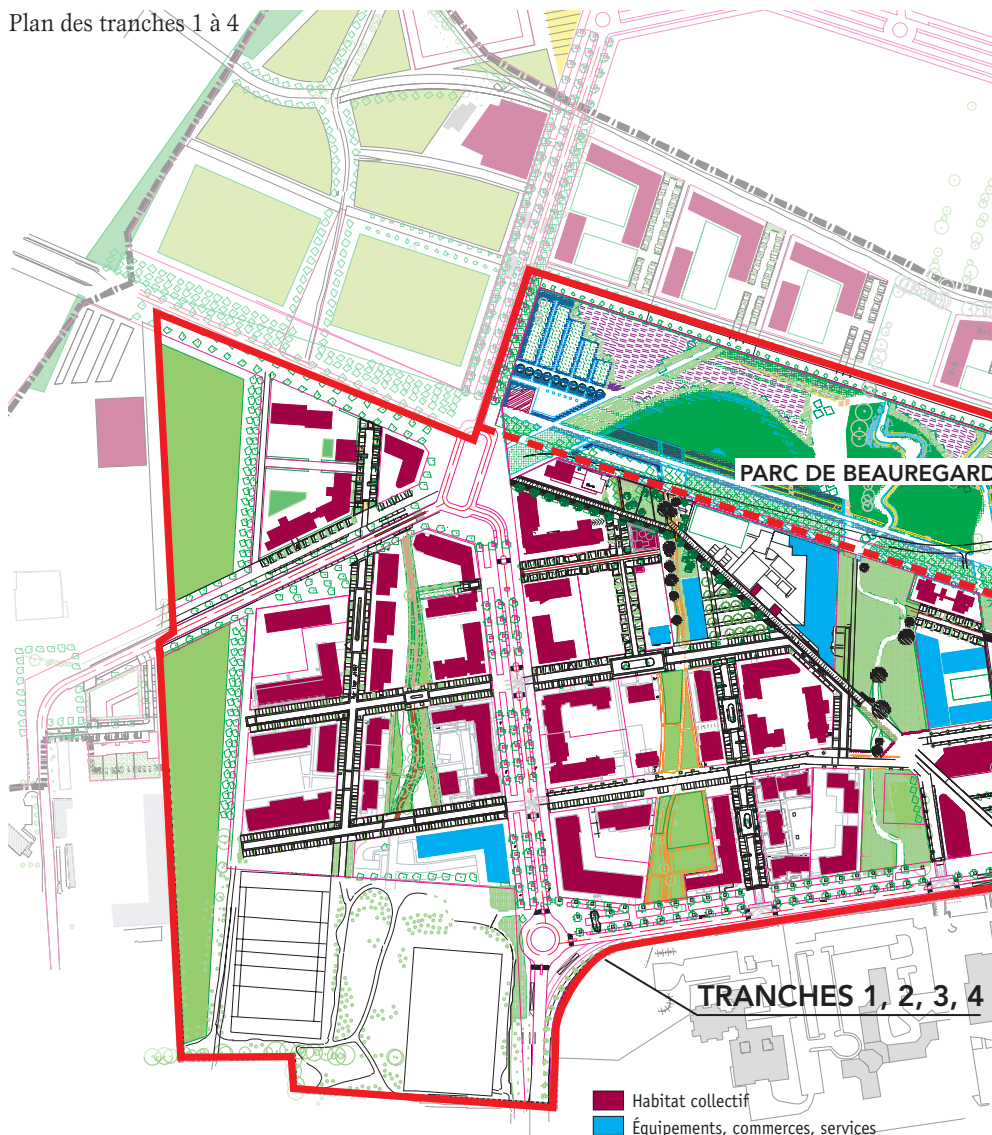 Plan des tranches 1 à 4
PARC DE BEAUREGARD
TRANCHES 1, 2, 3, 4
Habitat collectif
Équipements, commerces, services